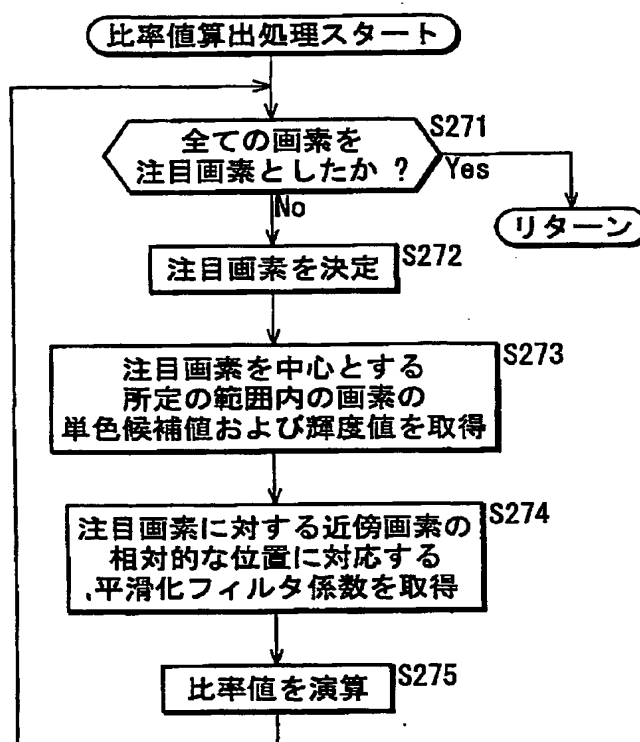 比率値算出処理スタート
S271
全ての画素を
注目画素としたか ?
Yes
No
リターン
注目画素を決定
S272
S273
注目画素を中心とする
所定の範囲内の画素の
単色候補値および輝度値を取得
S274
注目画素に対する近傍画素の
相対的な位置に対応する
平滑化フィルタ係数を取得
比率値を演算
S275